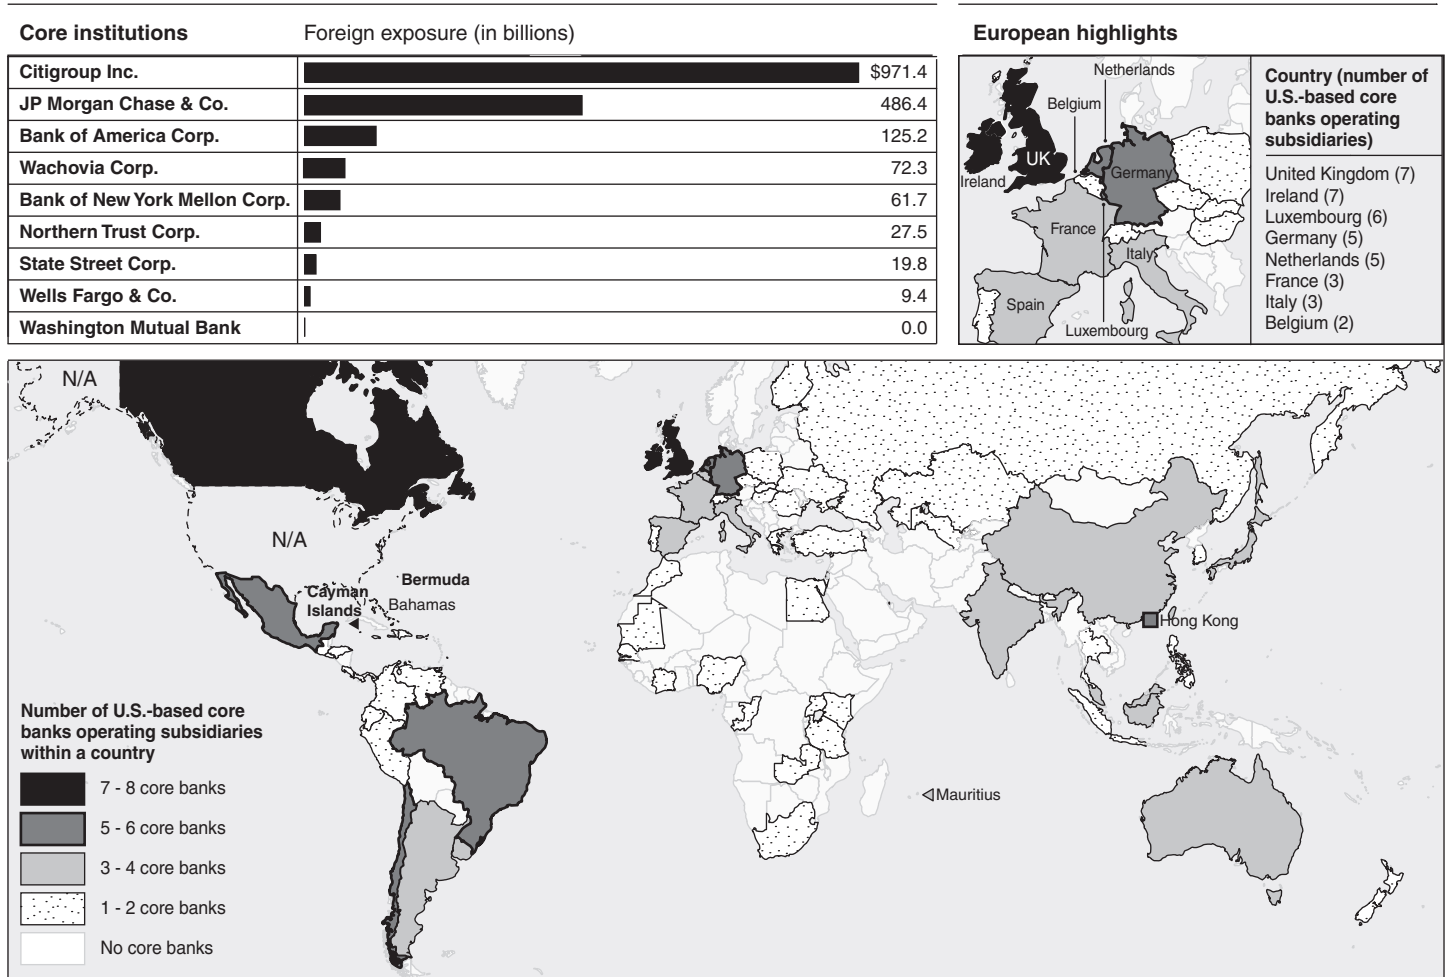 Core institutions Foreign exposure (in billions)
Citigroup Inc. $971.4
JP Morgan Chase & Co. 486.4
Bank of America Corp. 125.2
Wachovia Corp. 72.3
Bank of New York Mellon Corp. 61.7
Northern Trust Corp. 27.5
State Street Corp. 19.8
Wells Fargo & Co. 9.4
Washington Mutual Bank 0.0
European highlights
Netherlands
Belgium
UK
Ireland
Germany
France
Italy
Spain
Luxembourg
Country (number of
U.S.-based core
banks operating
subsidiaries)
United Kingdom (7)
Ireland (7)
Luxembourg (6)
Germany (5)
Netherlands (5)
France (3)
Italy (3)
Belgium (2)
N/A
N/A
Bermuda
Cayman
Islands
Bahamas
Hong Kong
Mauritius
Number of U.S.-based core
banks operating subsidiaries
within a country
7 - 8 core banks
5 - 6 core banks
3 - 4 core banks
1 - 2 core banks
No core banks